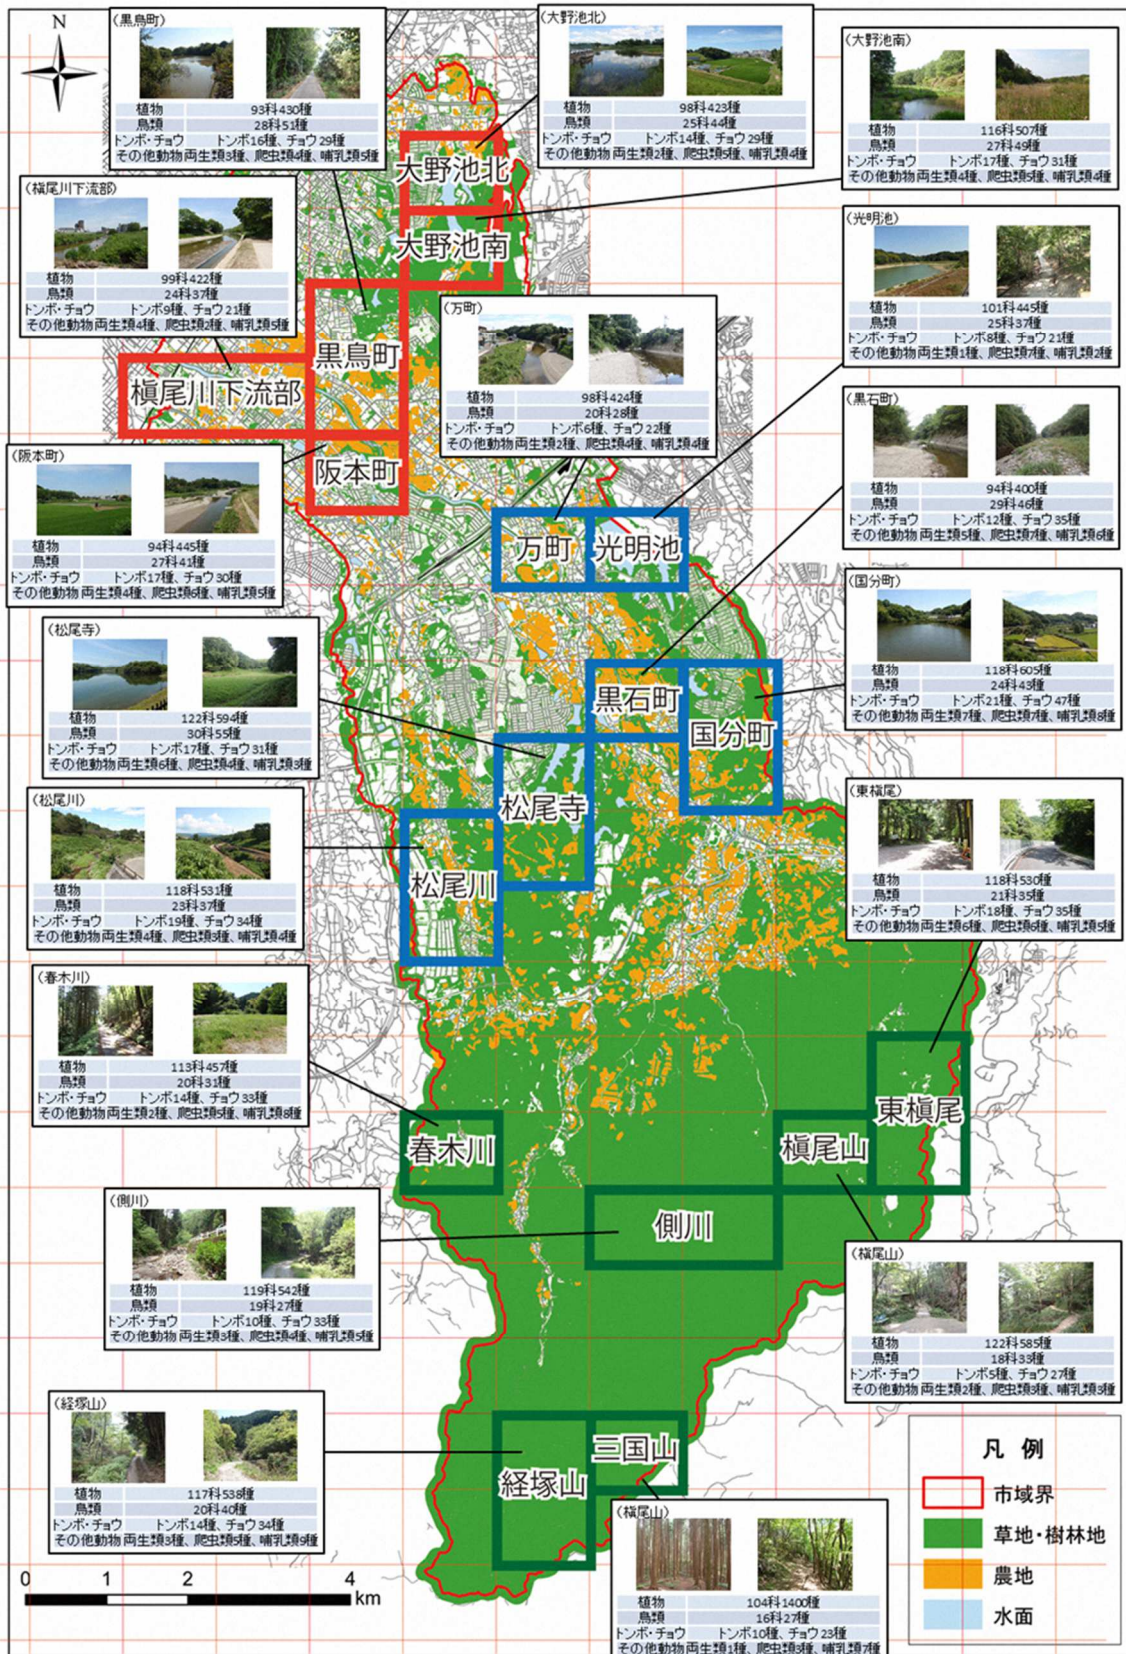 N
(黒鳥町)
植物 93科430種
鳥類 28科51種
トンボ・チョウ トンボ16種、チョウ29種
その他動物 両生類3種、爬虫類4種、哺乳類5種
(大野池北)
植物 98科423種
鳥類 25科44種
トンボ・チョウ トンボ14種、チョウ29種
その他動物 両生類2種、爬虫類5種、哺乳類4種
(大野池南)
植物 116科507種
鳥類 27科49種
トンボ・チョウ トンボ17種、チョウ31種
その他動物 両生類4種、爬虫類5種、哺乳類4種
(槇尾川下流部)
植物 99科422種
鳥類 24科37種
トンボ・チョウ トンボ9種、チョウ21種
その他動物 両生類4種、爬虫類2種、哺乳類5種
(光明池)
植物 101科445種
鳥類 25科37種
トンボ・チョウ トンボ8種、チョウ21種
その他動物 両生類1種、爬虫類7種、哺乳類2種
(万町)
植物 98科424種
鳥類 20科28種
トンボ・チョウ トンボ6種、チョウ22種
その他動物 両生類2種、爬虫類4種、哺乳類4種
(黒石町)
植物 94科400種
鳥類 29科46種
トンボ・チョウ トンボ12種、チョウ35種
その他動物 両生類5種、爬虫類7種、哺乳類6種
(阪本町)
植物 94科445種
鳥類 27科41種
トンボ・チョウ トンボ17種、チョウ30種
その他動物 両生類4種、爬虫類6種、哺乳類5種
(国分町)
植物 118科605種
鳥類 24科43種
トンボ・チョウ トンボ21種、チョウ47種
その他動物 両生類7種、爬虫類7種、哺乳類8種
(松尾寺)
植物 122科594種
鳥類 30科55種
トンボ・チョウ トンボ17種、チョウ31種
その他動物 両生類6種、爬虫類4種、哺乳類3種
(松尾川)
植物 118科531種
鳥類 23科37種
トンボ・チョウ トンボ19種、チョウ34種
その他動物 両生類4種、爬虫類3種、哺乳類4種
(東槇尾)
植物 118科530種
鳥類 21科35種
トンボ・チョウ トンボ18種、チョウ35種
その他動物 両生類6種、爬虫類6種、哺乳類5種
(春木川)
植物 113科457種
鳥類 20科31種
トンボ・チョウ トンボ14種、チョウ33種
その他動物 両生類2種、爬虫類5種、哺乳類8種
(側川)
植物 119科542種
鳥類 19科27種
トンボ・チョウ トンボ10種、チョウ33種
その他動物 両生類3種、爬虫類4種、哺乳類5種
(槇尾山)
植物 122科585種
鳥類 18科33種
トンボ・チョウ トンボ5種、チョウ27種
その他動物 両生類2種、爬虫類3種、哺乳類3種
(経塚山)
植物 117科538種
鳥類 20科40種
トンボ・チョウ トンボ14種、チョウ34種
その他動物 両生類3種、爬虫類5種、哺乳類9種
(槇尾山)
植物 104科1400種
鳥類 16科27種
トンボ・チョウ トンボ10種、チョウ23種
その他動物 両生類1種、爬虫類3種、哺乳類7種
大野池北
大野池南
黒鳥町
槇尾川下流部
阪本町
万町
光明池
黒石町
国分町
松尾寺
松尾川
東槇尾
春木川
槇尾山
側川
三国山
経塚山
凡 例
市域界
草地・樹林地
農地
水面
0 1 2 4
km